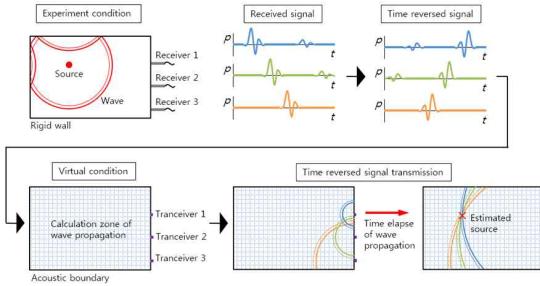 Experiment condition
Received signal
Time reversed signal
Source
Wave
Receiver 1
Receiver 2
Receiver 3
Rigid wall
p
t
p
t
p
t
p
t
p
t
p
t
Virtual condition
Time reversed signal transmission
Calculation zone of
wave propagation
Tranceiver 1
Tranceiver 2
Tranceiver 3
Acoustic boundary
Time elapse
of wave
propagation
Estimated
source